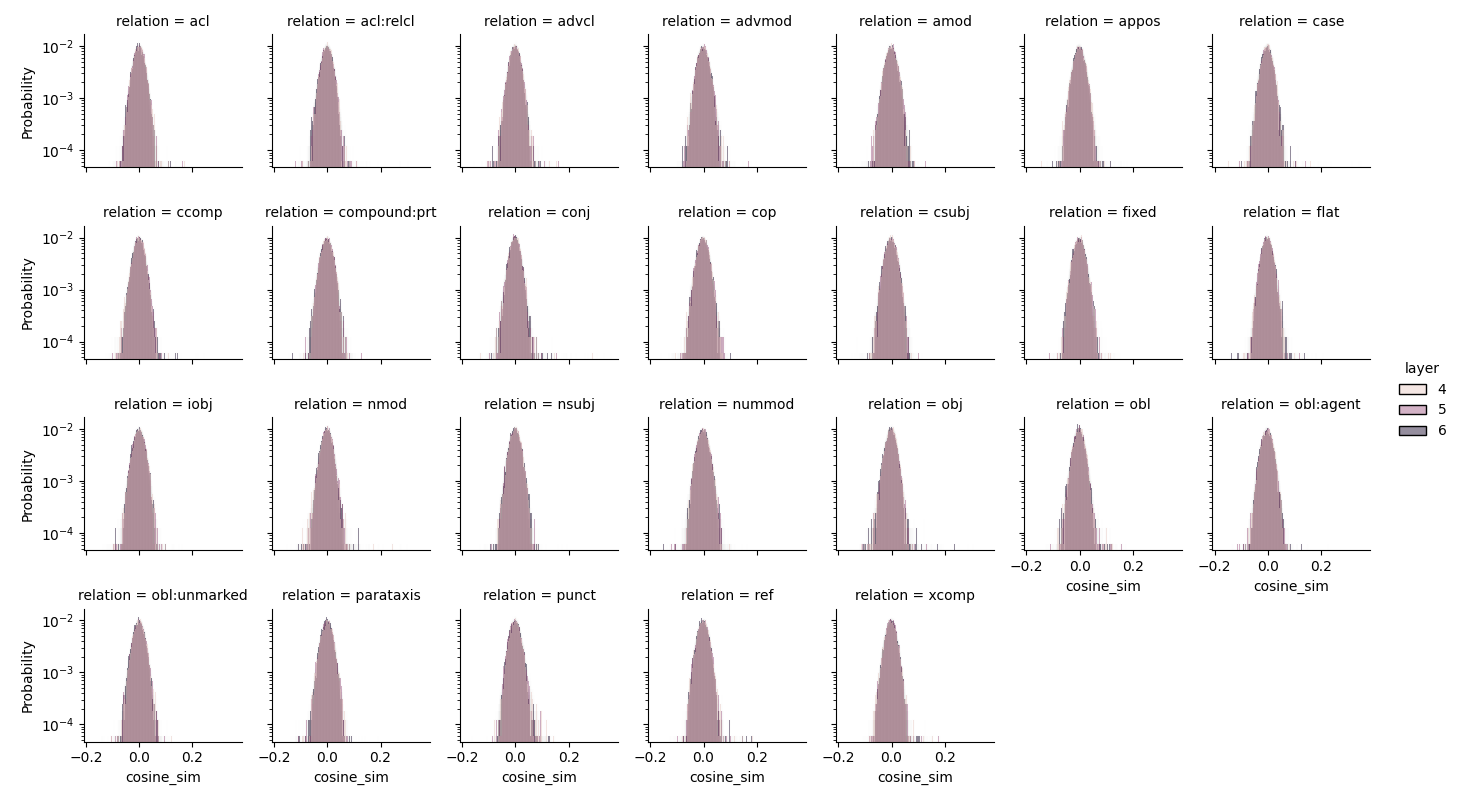 relation = acl relation = acl:relcl relation = advcl relation = advmod relation = amod relation = appos relation = case
Probability
10⁻²
10⁻³
10⁻⁴
relation = ccomp relation = compound:prt relation = conj relation = cop relation = csubj relation = fixed relation = flat
Probability
10⁻²
10⁻³
10⁻⁴
layer
4
5
6
relation = iobj relation = nmod relation = nsubj relation = nummod relation = obj relation = obl relation = obl:agent
Probability
10⁻²
10⁻³
10⁻⁴
−0.2 0.0 0.2 −0.2 0.0 0.2
cosine_sim cosine_sim
relation = obl:unmarked relation = parataxis relation = punct relation = ref relation = xcomp
Probability
10⁻²
10⁻³
10⁻⁴
−0.2 0.0 0.2 −0.2 0.0 0.2 −0.2 0.0 0.2 −0.2 0.0 0.2 −0.2 0.0 0.2
cosine_sim cosine_sim cosine_sim cosine_sim cosine_sim